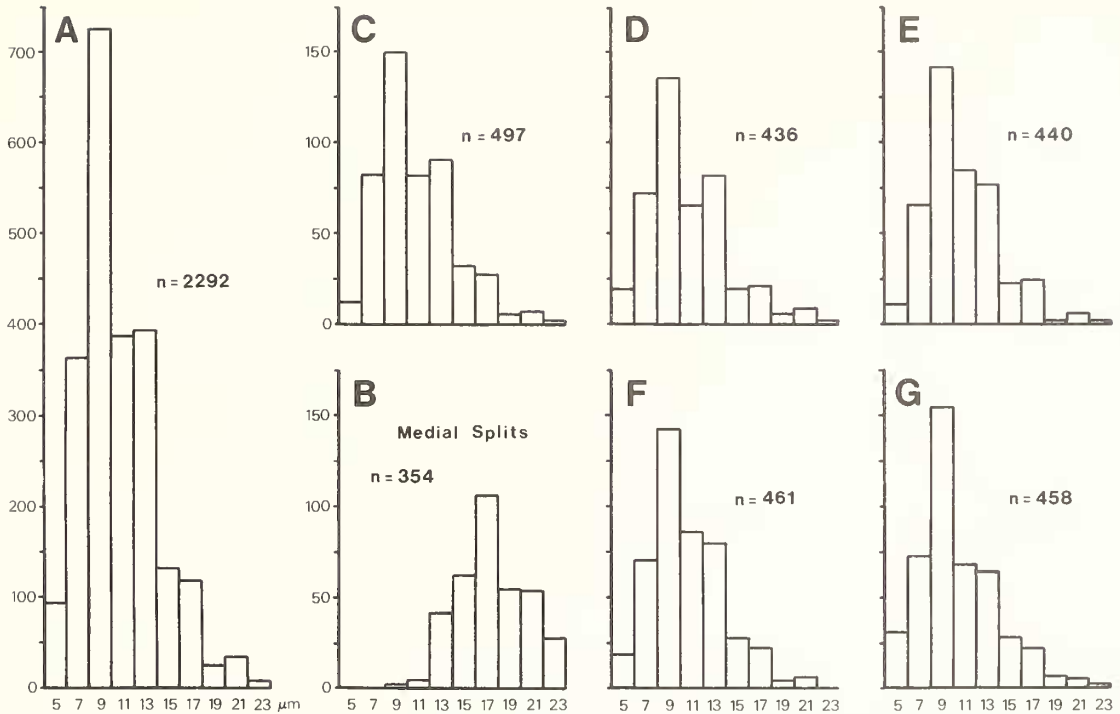 A
700
600
500
400
300
200
100
0
n = 2292
5 7 9 11 13 15 17 19 21 23 μm
C
150
100
50
0
n = 497
D
n = 436
E
n = 440
B
Medial Splits
n = 354
150
100
50
0
5 7 9 11 13 15 17 19 21 23
F
n = 461
5 7 9 11 13 15 17 19 21 23
G
n = 458
5 7 9 11 13 15 17 19 21 23